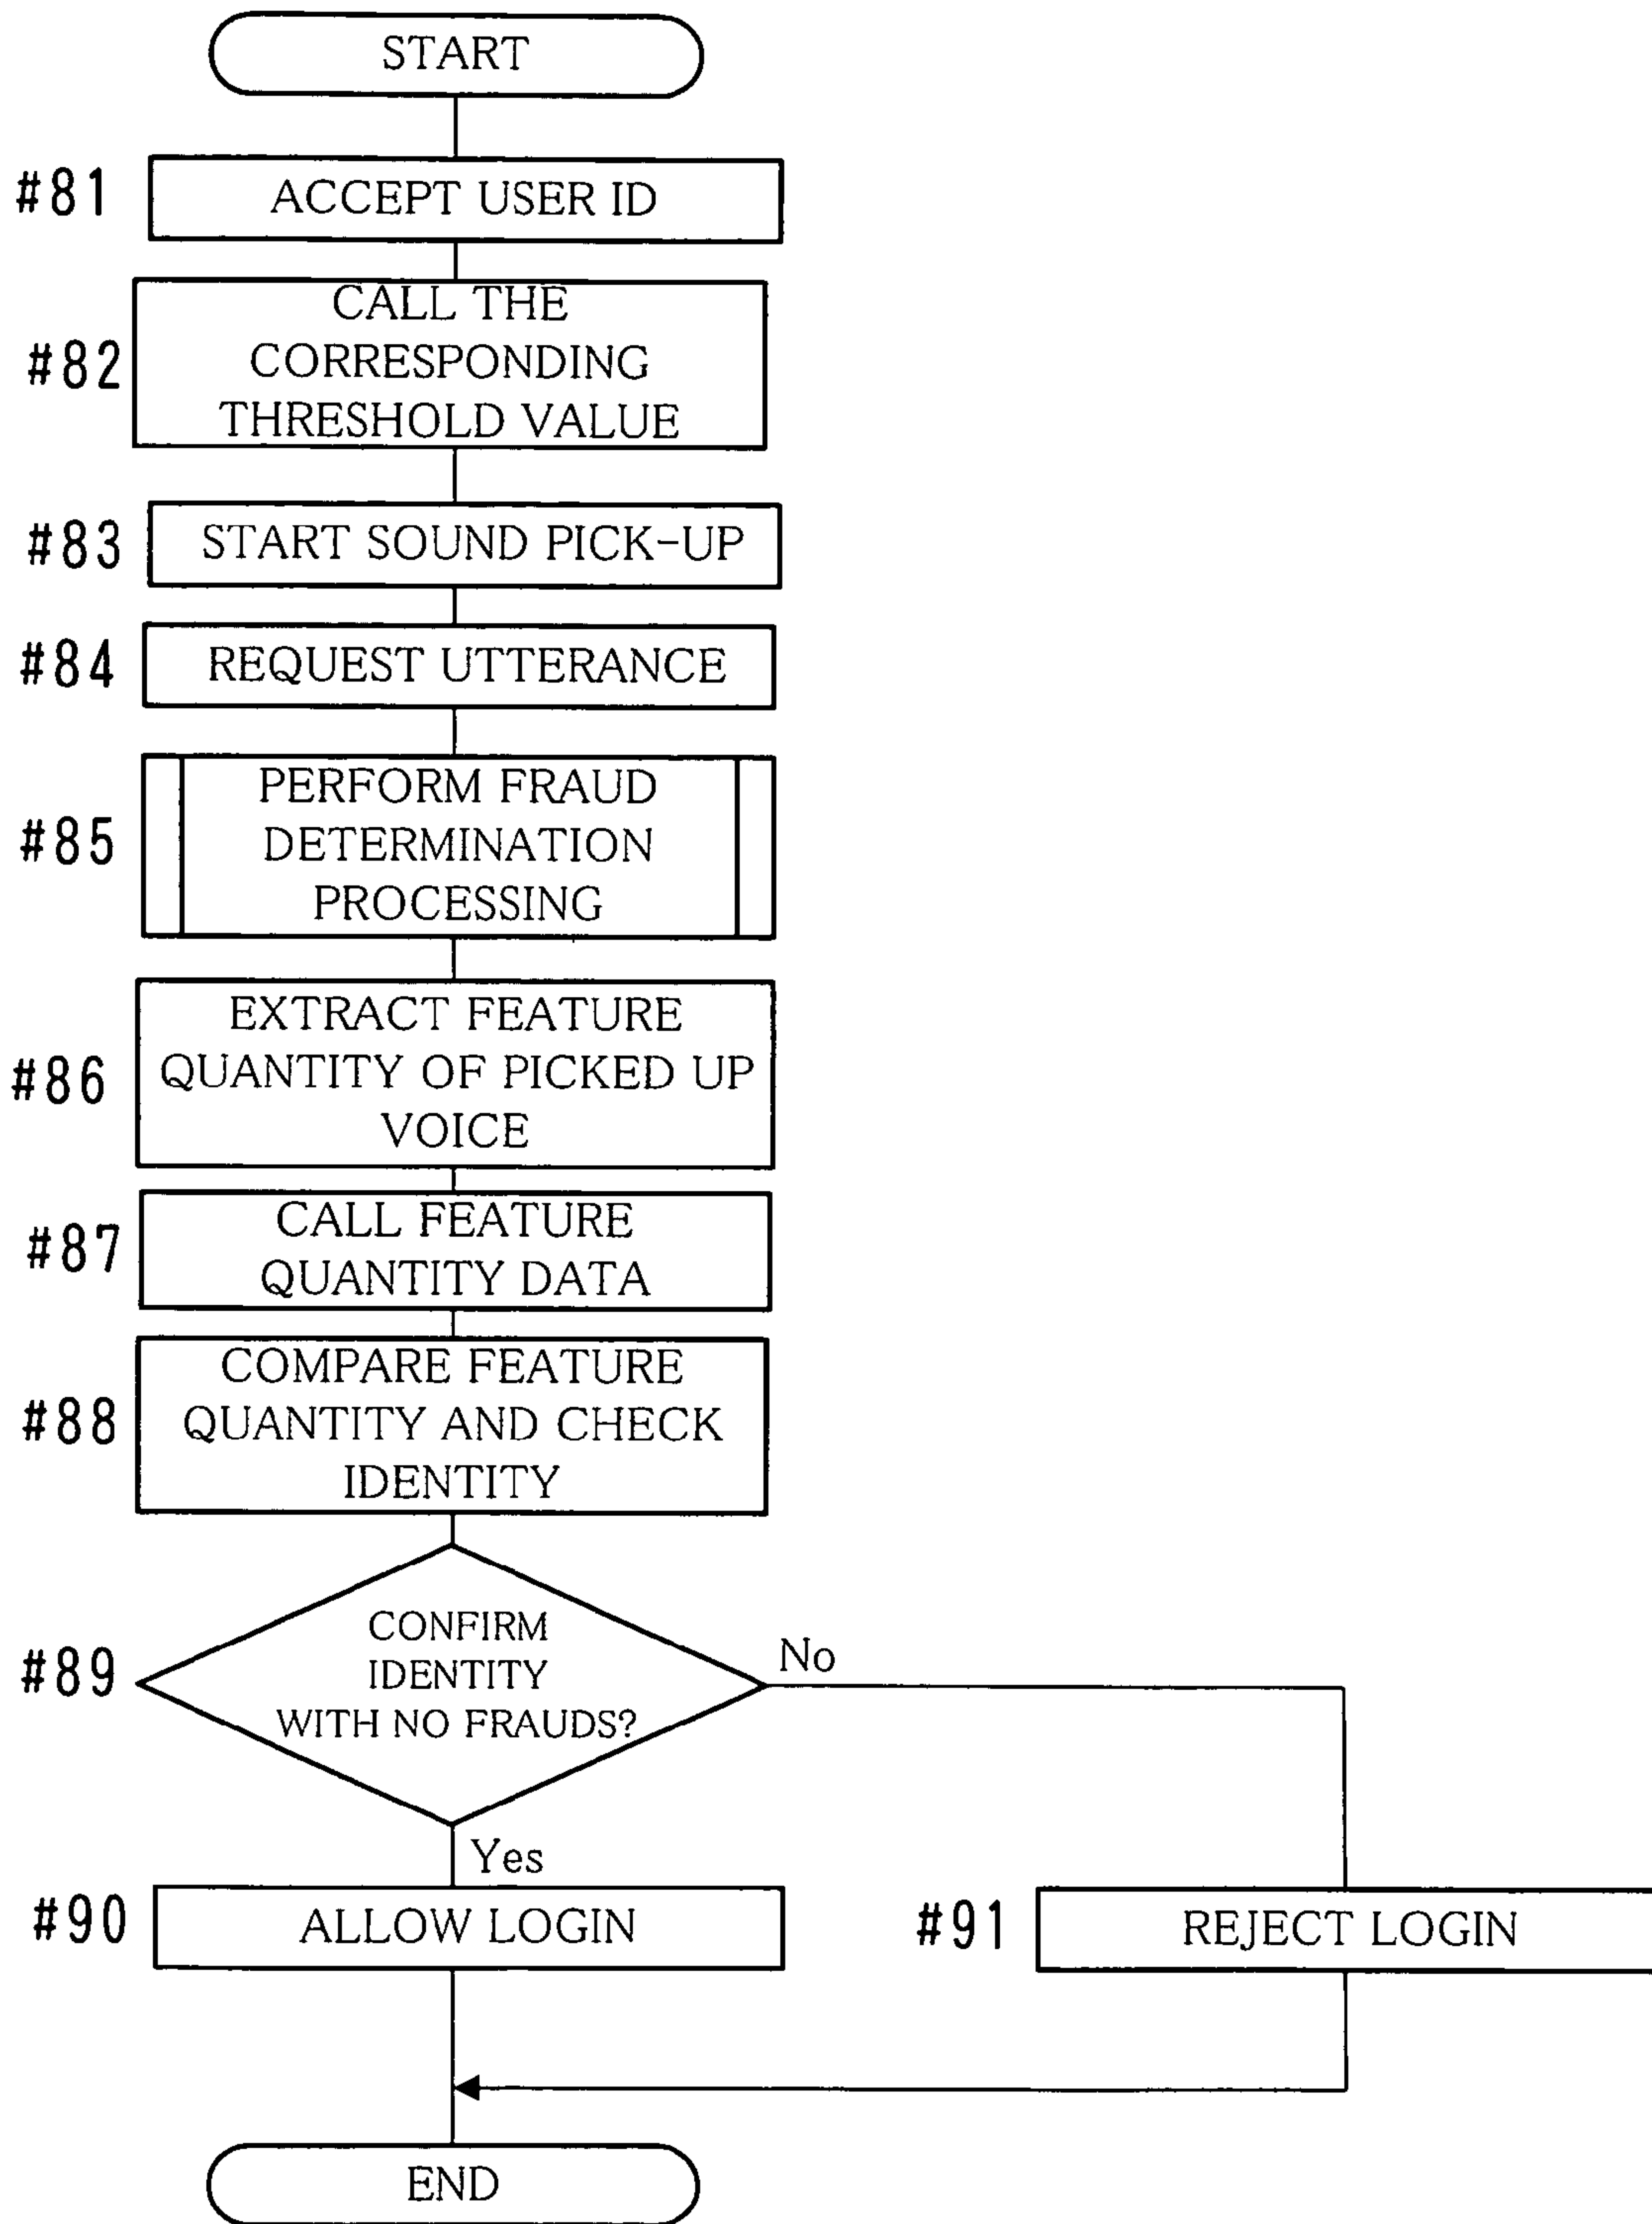 START
#81
ACCEPT USER ID
#82
CALL THE
CORRESPONDING
THRESHOLD VALUE
#83
START SOUND PICK-UP
#84
REQUEST UTTERANCE
#85
PERFORM FRAUD
DETERMINATION
PROCESSING
#86
EXTRACT FEATURE
QUANTITY OF PICKED UP
VOICE
#87
CALL FEATURE
QUANTITY DATA
#88
COMPARE FEATURE
QUANTITY AND CHECK
IDENTITY
#89
CONFIRM
IDENTITY
WITH NO FRAUDS?
No
Yes
#90
ALLOW LOGIN
#91
REJECT LOGIN
END